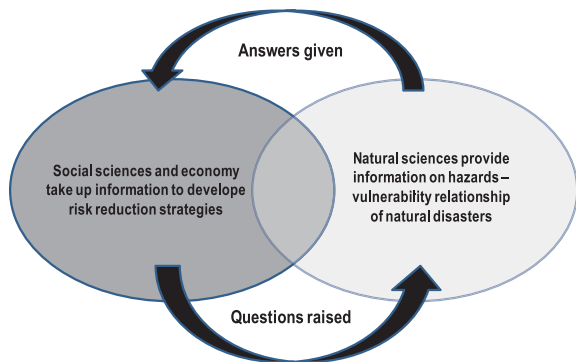 Answers given
Social sciences and economy
take up information to develope
risk reduction strategies
Natural sciences provide
information on hazards –
vulnerability relationship
of natural disasters
Questions raised